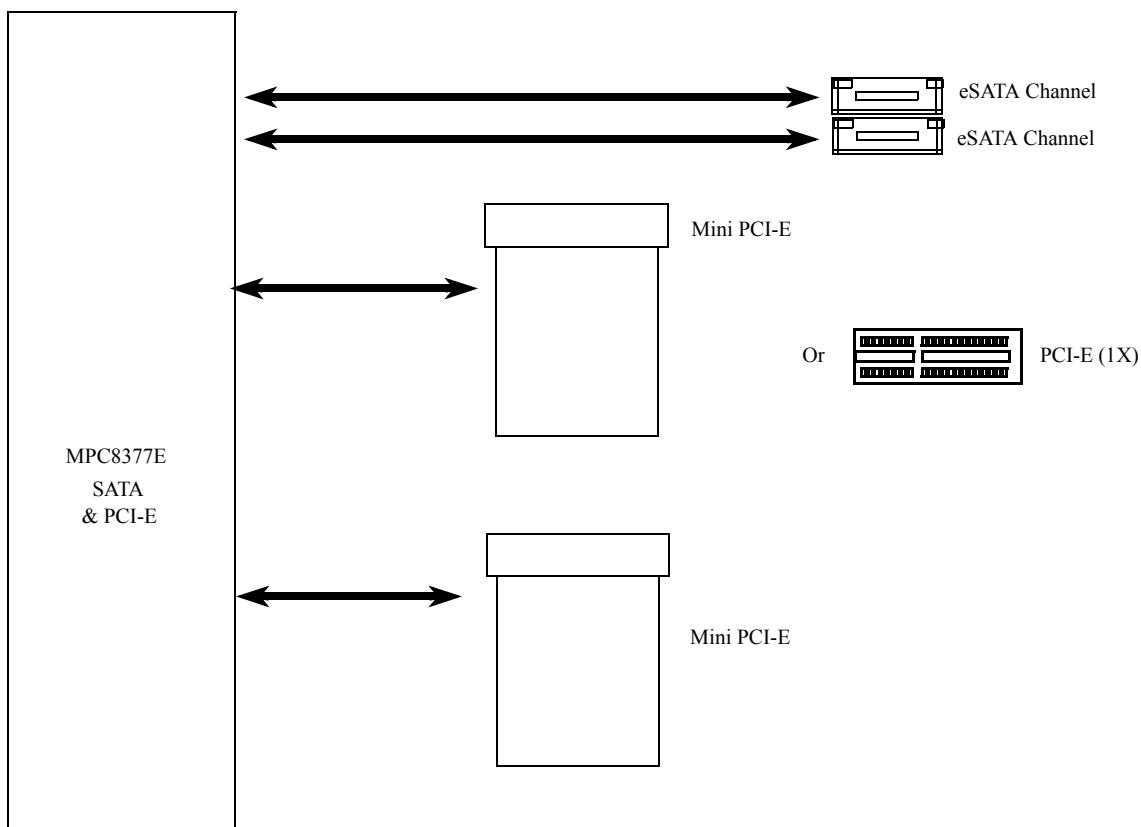 eSATA Channel
eSATA Channel
Mini PCI-E
Or
PCI-E (1X)
MPC8377E
SATA
& PCI-E
Mini PCI-E